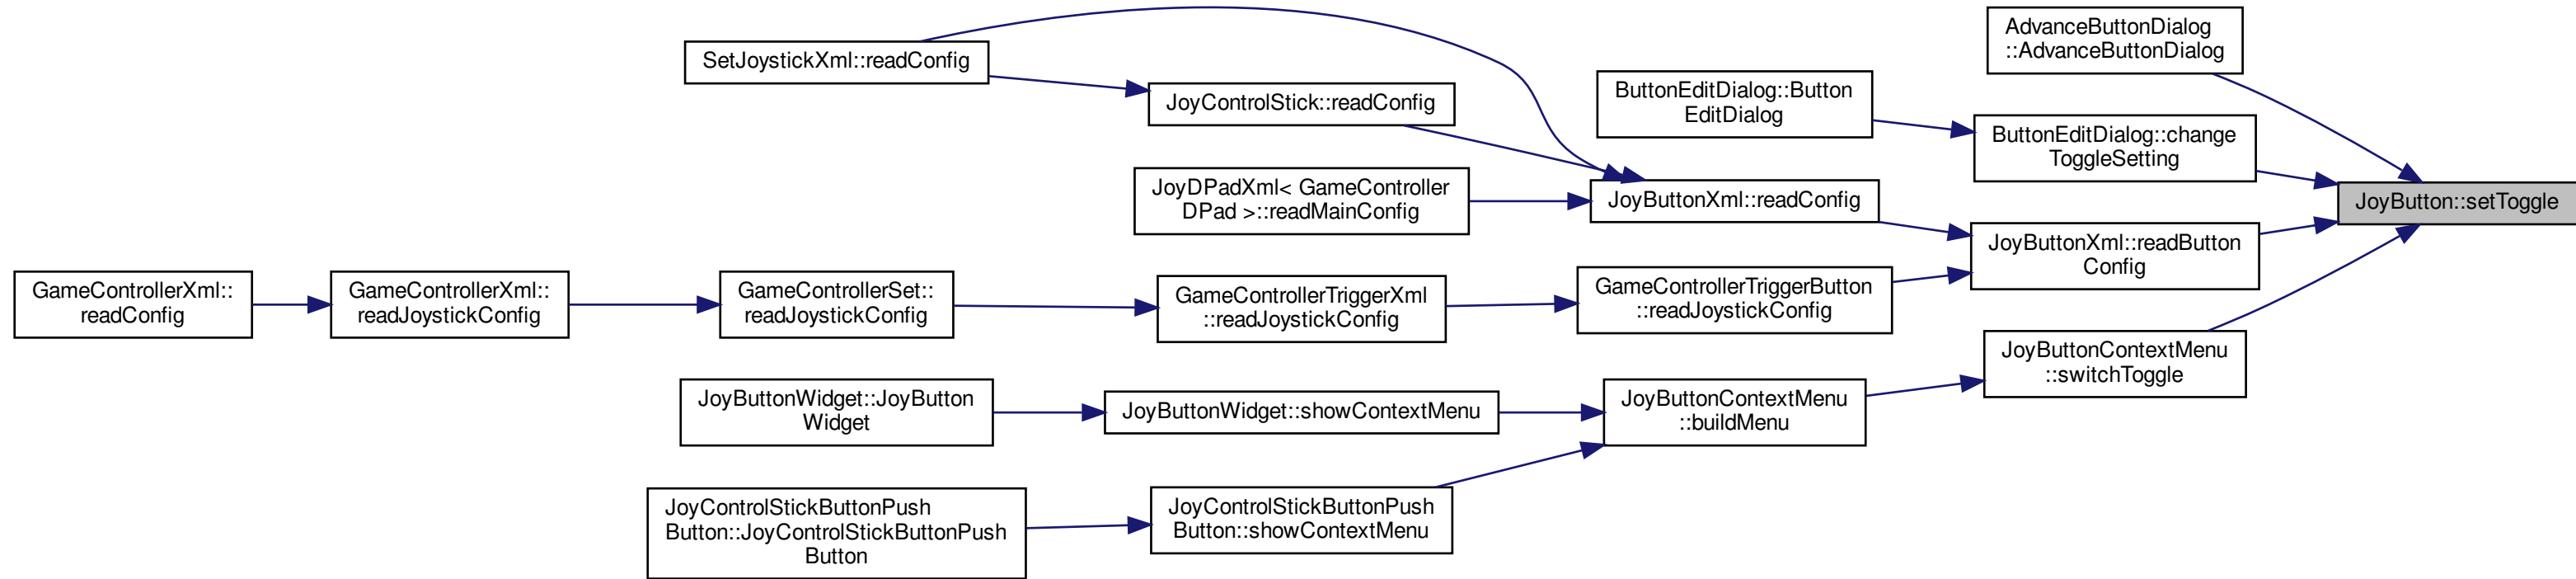 AdvanceButtonDialog
::AdvanceButtonDialog
SetJoystickXml::readConfig
JoyControlStick::readConfig
ButtonEditDialog::Button
EditDialog
ButtonEditDialog::change
ToggleSetting
JoyDPadXml< GameController
DPad >::readMainConfig
JoyButtonXml::readConfig
JoyButton::setToggle
JoyButtonXml::readButton
Config
GameControllerXml::
readConfig
GameControllerXml::
readJoystickConfig
GameControllerSet::
readJoystickConfig
GameControllerTriggerXml
::readJoystickConfig
GameControllerTriggerButton
::readJoystickConfig
JoyButtonContextMenu
::switchToggle
JoyButtonWidget::JoyButton
Widget
JoyButtonWidget::showContextMenu
JoyButtonContextMenu
::buildMenu
JoyControlStickButtonPush
Button::JoyControlStickButtonPush
Button
JoyControlStickButtonPush
Button::showContextMenu